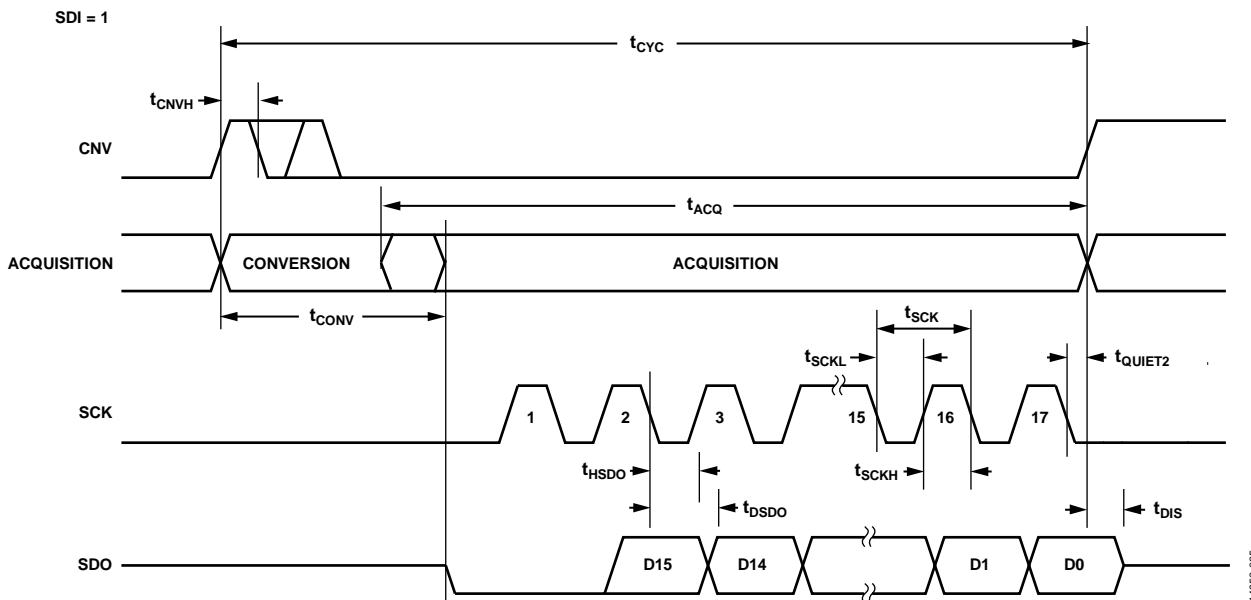 SDI = 1
tCYC
tCNVH
CNV
tACQ
ACQUISITION
CONVERSION
ACQUISITION
tCONV
tSCK
tSCKL
tQUIET2
SCK
1 2 3 15 16 17
tHSDO
tSCKH
tDSDO
tDIS
SDO
D15 D14 D1 D0